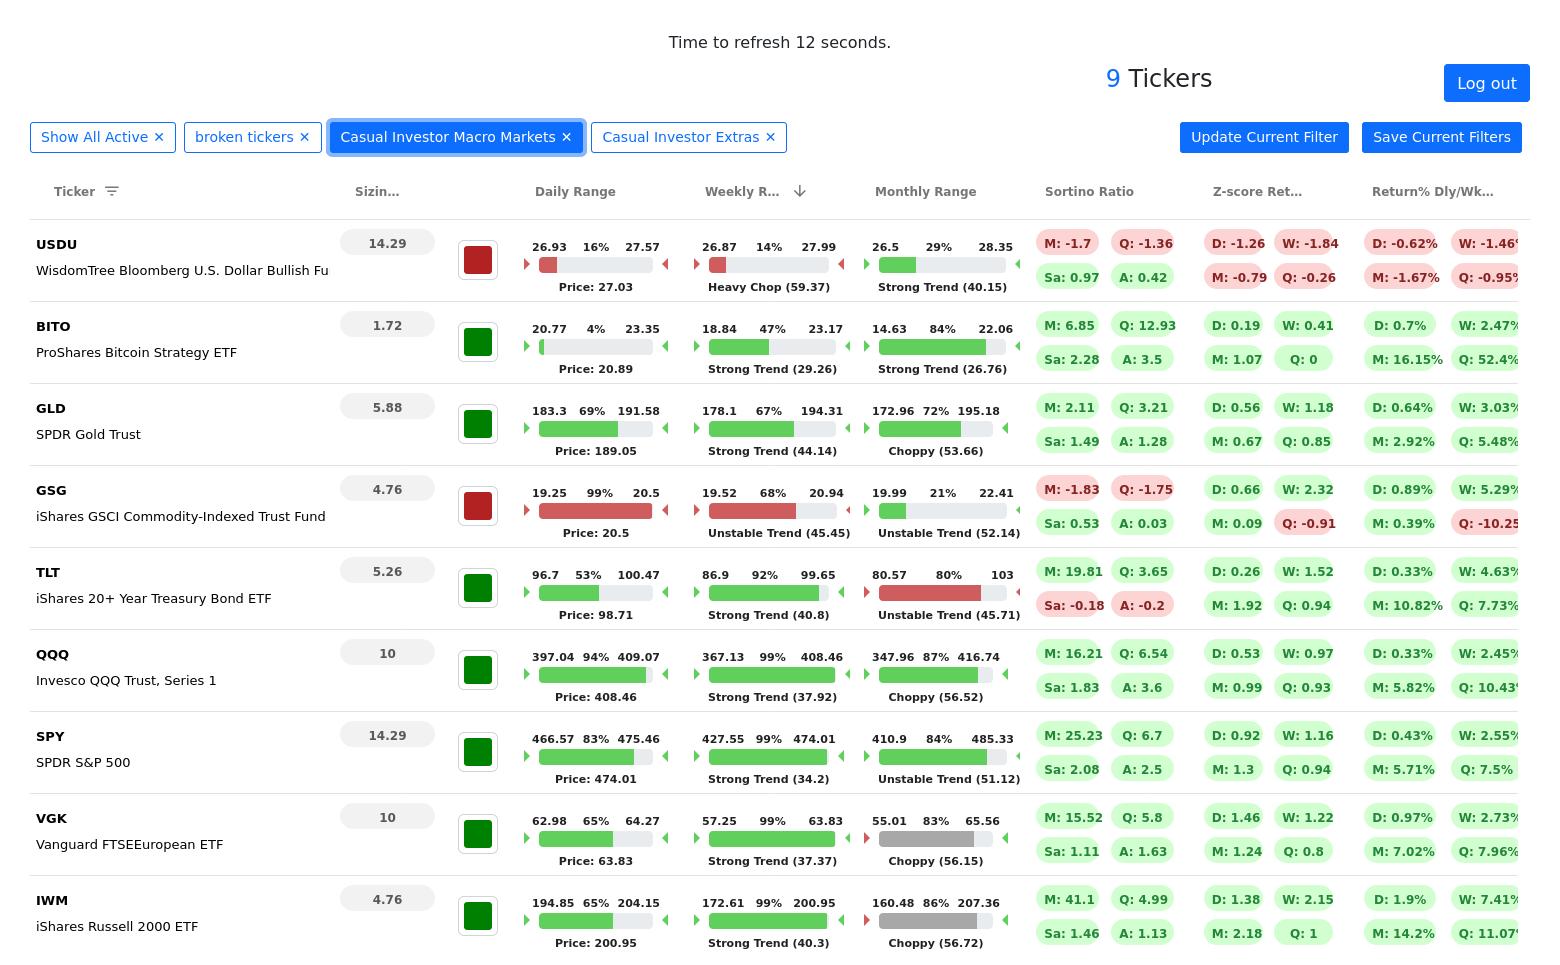 Time to refresh 12 seconds.
9 Tickers
Log out
Show All Active ✕ broken tickers ✕ Casual Investor Macro Markets ✕ Casual Investor Extras ✕ Update Current Filter Save Current Filters
Ticker Sizin… Daily Range Weekly R… Monthly Range Sortino Ratio Z-score Ret… Return% Dly/Wk…
USDU 14.29 26.93 16% 27.57 26.87 14% 27.99 26.5 29% 28.35 M: -1.7 Q: -1.36 D: -1.26 W: -1.84 D: -0.62% W: -1.46%
WisdomTree Bloomberg U.S. Dollar Bullish Fu Price: 27.03 Heavy Chop (59.37) Strong Trend (40.15) Sa: 0.97 A: 0.42 M: -0.79 Q: -0.26 M: -1.67% Q: -0.95%
BITO 1.72 20.77 4% 23.35 18.84 47% 23.17 14.63 84% 22.06 M: 6.85 Q: 12.93 D: 0.19 W: 0.41 D: 0.7% W: 2.47%
ProShares Bitcoin Strategy ETF Price: 20.89 Strong Trend (29.26) Strong Trend (26.76) Sa: 2.28 A: 3.5 M: 1.07 Q: 0 M: 16.15% Q: 52.4%
GLD 5.88 183.3 69% 191.58 178.1 67% 194.31 172.96 72% 195.18 M: 2.11 Q: 3.21 D: 0.56 W: 1.18 D: 0.64% W: 3.03%
SPDR Gold Trust Price: 189.05 Strong Trend (44.14) Choppy (53.66) Sa: 1.49 A: 1.28 M: 0.67 Q: 0.85 M: 2.92% Q: 5.48%
GSG 4.76 19.25 99% 20.5 19.52 68% 20.94 19.99 21% 22.41 M: -1.83 Q: -1.75 D: 0.66 W: 2.32 D: 0.89% W: 5.29%
iShares GSCI Commodity-Indexed Trust Fund Price: 20.5 Unstable Trend (45.45) Unstable Trend (52.14) Sa: 0.53 A: 0.03 M: 0.09 Q: -0.91 M: 0.39% Q: -10.25
TLT 5.26 96.7 53% 100.47 86.9 92% 99.65 80.57 80% 103 M: 19.81 Q: 3.65 D: 0.26 W: 1.52 D: 0.33% W: 4.63%
iShares 20+ Year Treasury Bond ETF Price: 98.71 Strong Trend (40.8) Unstable Trend (45.71) Sa: -0.18 A: -0.2 M: 1.92 Q: 0.94 M: 10.82% Q: 7.73%
QQQ 10 397.04 94% 409.07 367.13 99% 408.46 347.96 87% 416.74 M: 16.21 Q: 6.54 D: 0.53 W: 0.97 D: 0.33% W: 2.45%
Invesco QQQ Trust, Series 1 Price: 408.46 Strong Trend (37.92) Choppy (56.52) Sa: 1.83 A: 3.6 M: 0.99 Q: 0.93 M: 5.82% Q: 10.43%
SPY 14.29 466.57 83% 475.46 427.55 99% 474.01 410.9 84% 485.33 M: 25.23 Q: 6.7 D: 0.92 W: 1.16 D: 0.43% W: 2.55%
SPDR S&P 500 Price: 474.01 Strong Trend (34.2) Unstable Trend (51.12) Sa: 2.08 A: 2.5 M: 1.3 Q: 0.94 M: 5.71% Q: 7.5%
VGK 10 62.98 65% 64.27 57.25 99% 63.83 55.01 83% 65.56 M: 15.52 Q: 5.8 D: 1.46 W: 1.22 D: 0.97% W: 2.73%
Vanguard FTSEEuropean ETF Price: 63.83 Strong Trend (37.37) Choppy (56.15) Sa: 1.11 A: 1.63 M: 1.24 Q: 0.8 M: 7.02% Q: 7.96%
IWM 4.76 194.85 65% 204.15 172.61 99% 200.95 160.48 86% 207.36 M: 41.1 Q: 4.99 D: 1.38 W: 2.15 D: 1.9% W: 7.41%
iShares Russell 2000 ETF Price: 200.95 Strong Trend (40.3) Choppy (56.72) Sa: 1.46 A: 1.13 M: 2.18 Q: 1 M: 14.2% Q: 11.07%